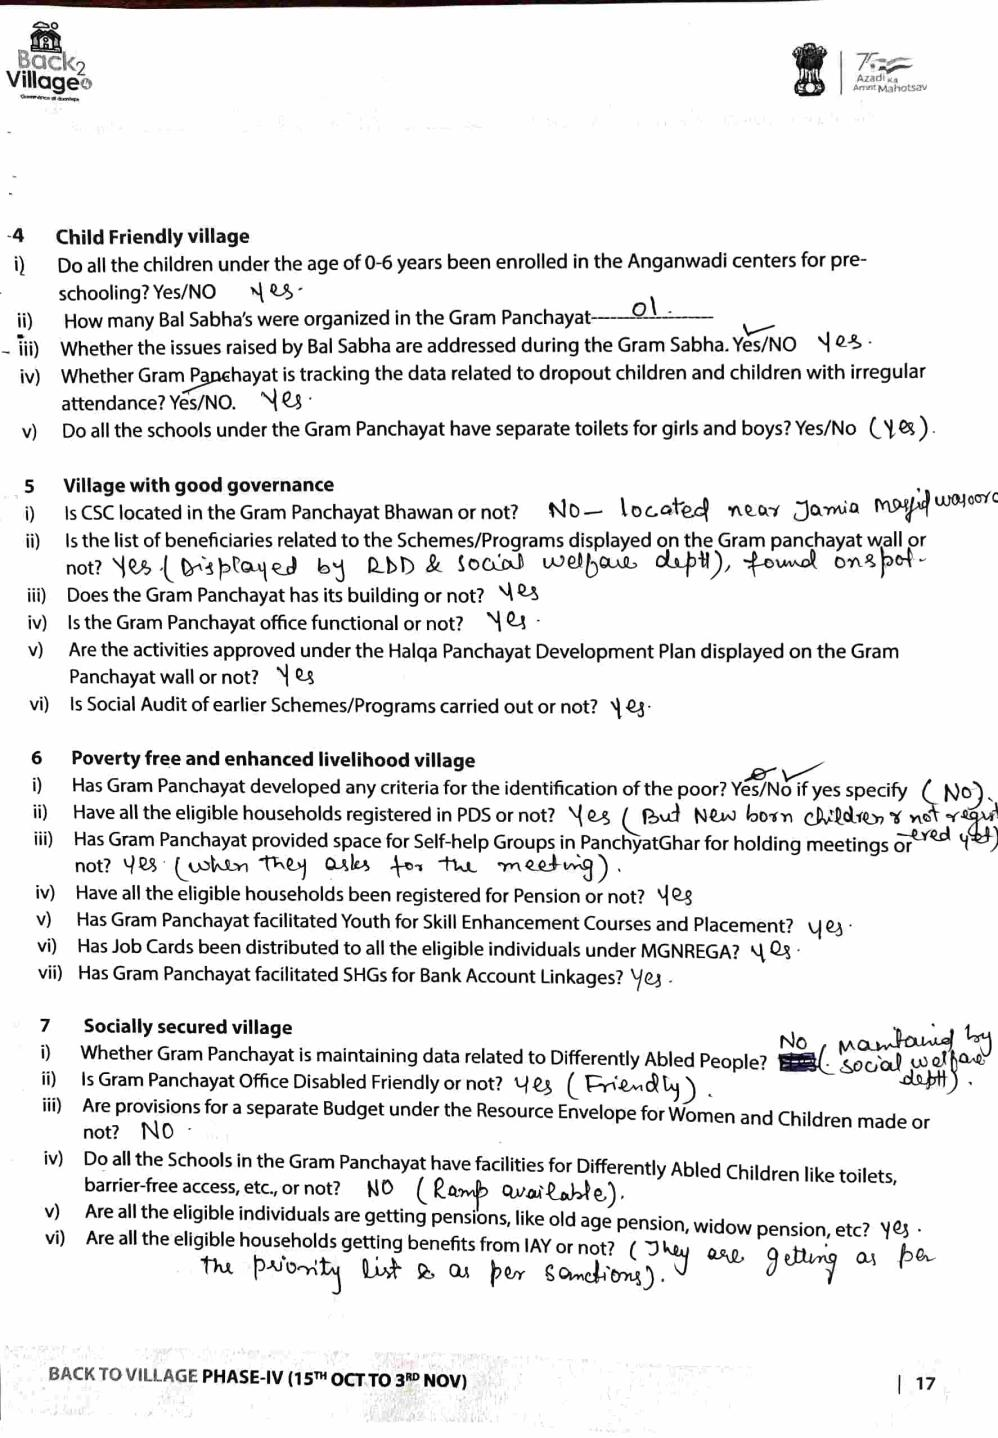 Back2
Village
Governance at doorsteps
75
Azadi Ka
Amrit Mahotsav
4 Child Friendly village
i) Do all the children under the age of 0-6 years been enrolled in the Anganwadi centers for pre-
schooling? Yes/NO Yes.
ii) How many Bal Sabha's were organized in the Gram Panchayat------01.------
iii) Whether the issues raised by Bal Sabha are addressed during the Gram Sabha. Yes/NO Yes.
iv) Whether Gram Panchayat is tracking the data related to dropout children and children with irregular
attendance? Yes/NO. Yes.
v) Do all the schools under the Gram Panchayat have separate toilets for girls and boys? Yes/No (Yes).
5 Village with good governance
i) Is CSC located in the Gram Panchayat Bhawan or not? No - located near Jamia Masjid
ii) Is the list of beneficiaries related to the Schemes/Programs displayed on the Gram panchayat wall or
not? Yes (Displayed by RDD & Social welfare deptt), found onspot.
iii) Does the Gram Panchayat has its building or not? Yes
iv) Is the Gram Panchayat office functional or not? Yes.
v) Are the activities approved under the Halqa Panchayat Development Plan displayed on the Gram
Panchayat wall or not? Yes
vi) Is Social Audit of earlier Schemes/Programs carried out or not? Yes.
6 Poverty free and enhanced livelihood village
i) Has Gram Panchayat developed any criteria for the identification of the poor? Yes/No if yes specify (No).
ii) Have all the eligible households registered in PDS or not? Yes (But New born children r not regist
iii) Has Gram Panchayat provided space for Self-help Groups in PanchyatGhar for holding meetings or ered yet)
not? Yes. (when they asks for the meeting).
iv) Have all the eligible households been registered for Pension or not? Yes
v) Has Gram Panchayat facilitated Youth for Skill Enhancement Courses and Placement? Yes.
vi) Has Job Cards been distributed to all the eligible individuals under MGNREGA? Yes.
vii) Has Gram Panchayat facilitated SHGs for Bank Account Linkages? Yes.
7 Socially secured village
i) Whether Gram Panchayat is maintaining data related to Differently Abled People? No (maintained by
social welfare
deptt).
ii) Is Gram Panchayat Office Disabled Friendly or not? Yes (Friendly).
iii) Are provisions for a separate Budget under the Resource Envelope for Women and Children made or
not? NO.
iv) Do all the Schools in the Gram Panchayat have facilities for Differently Abled Children like toilets,
barrier-free access, etc., or not? NO (Ramp available).
v) Are all the eligible individuals are getting pensions, like old age pension, widow pension, etc? Yes.
vi) Are all the eligible households getting benefits from IAY or not? (They are getting as per
the priority list & as per sanctions).
BACK TO VILLAGE PHASE-IV (15TH OCT.TO 3RD NOV)
| 17